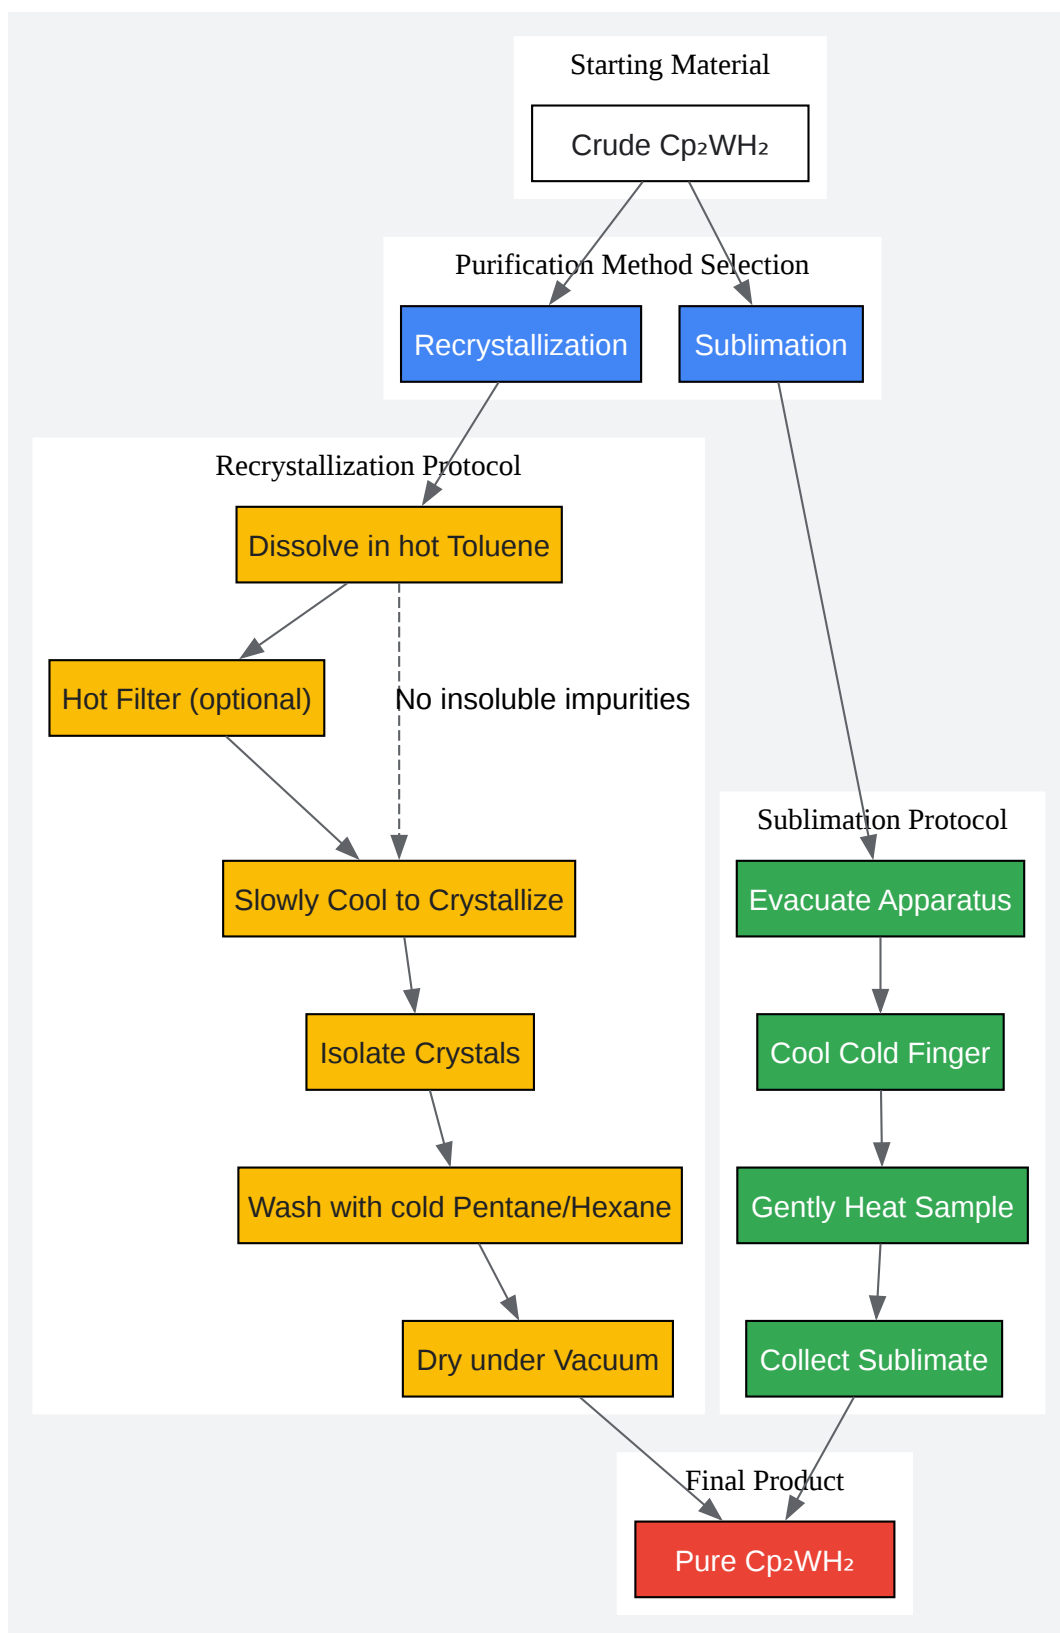 Starting Material
Crude Cp₂WH₂
Purification Method Selection
Recrystallization
Sublimation
Recrystallization Protocol
Dissolve in hot Toluene
Hot Filter (optional)
No insoluble impurities
Slowly Cool to Crystallize
Isolate Crystals
Wash with cold Pentane/Hexane
Dry under Vacuum
Sublimation Protocol
Evacuate Apparatus
Cool Cold Finger
Gently Heat Sample
Collect Sublimate
Final Product
Pure Cp₂WH₂